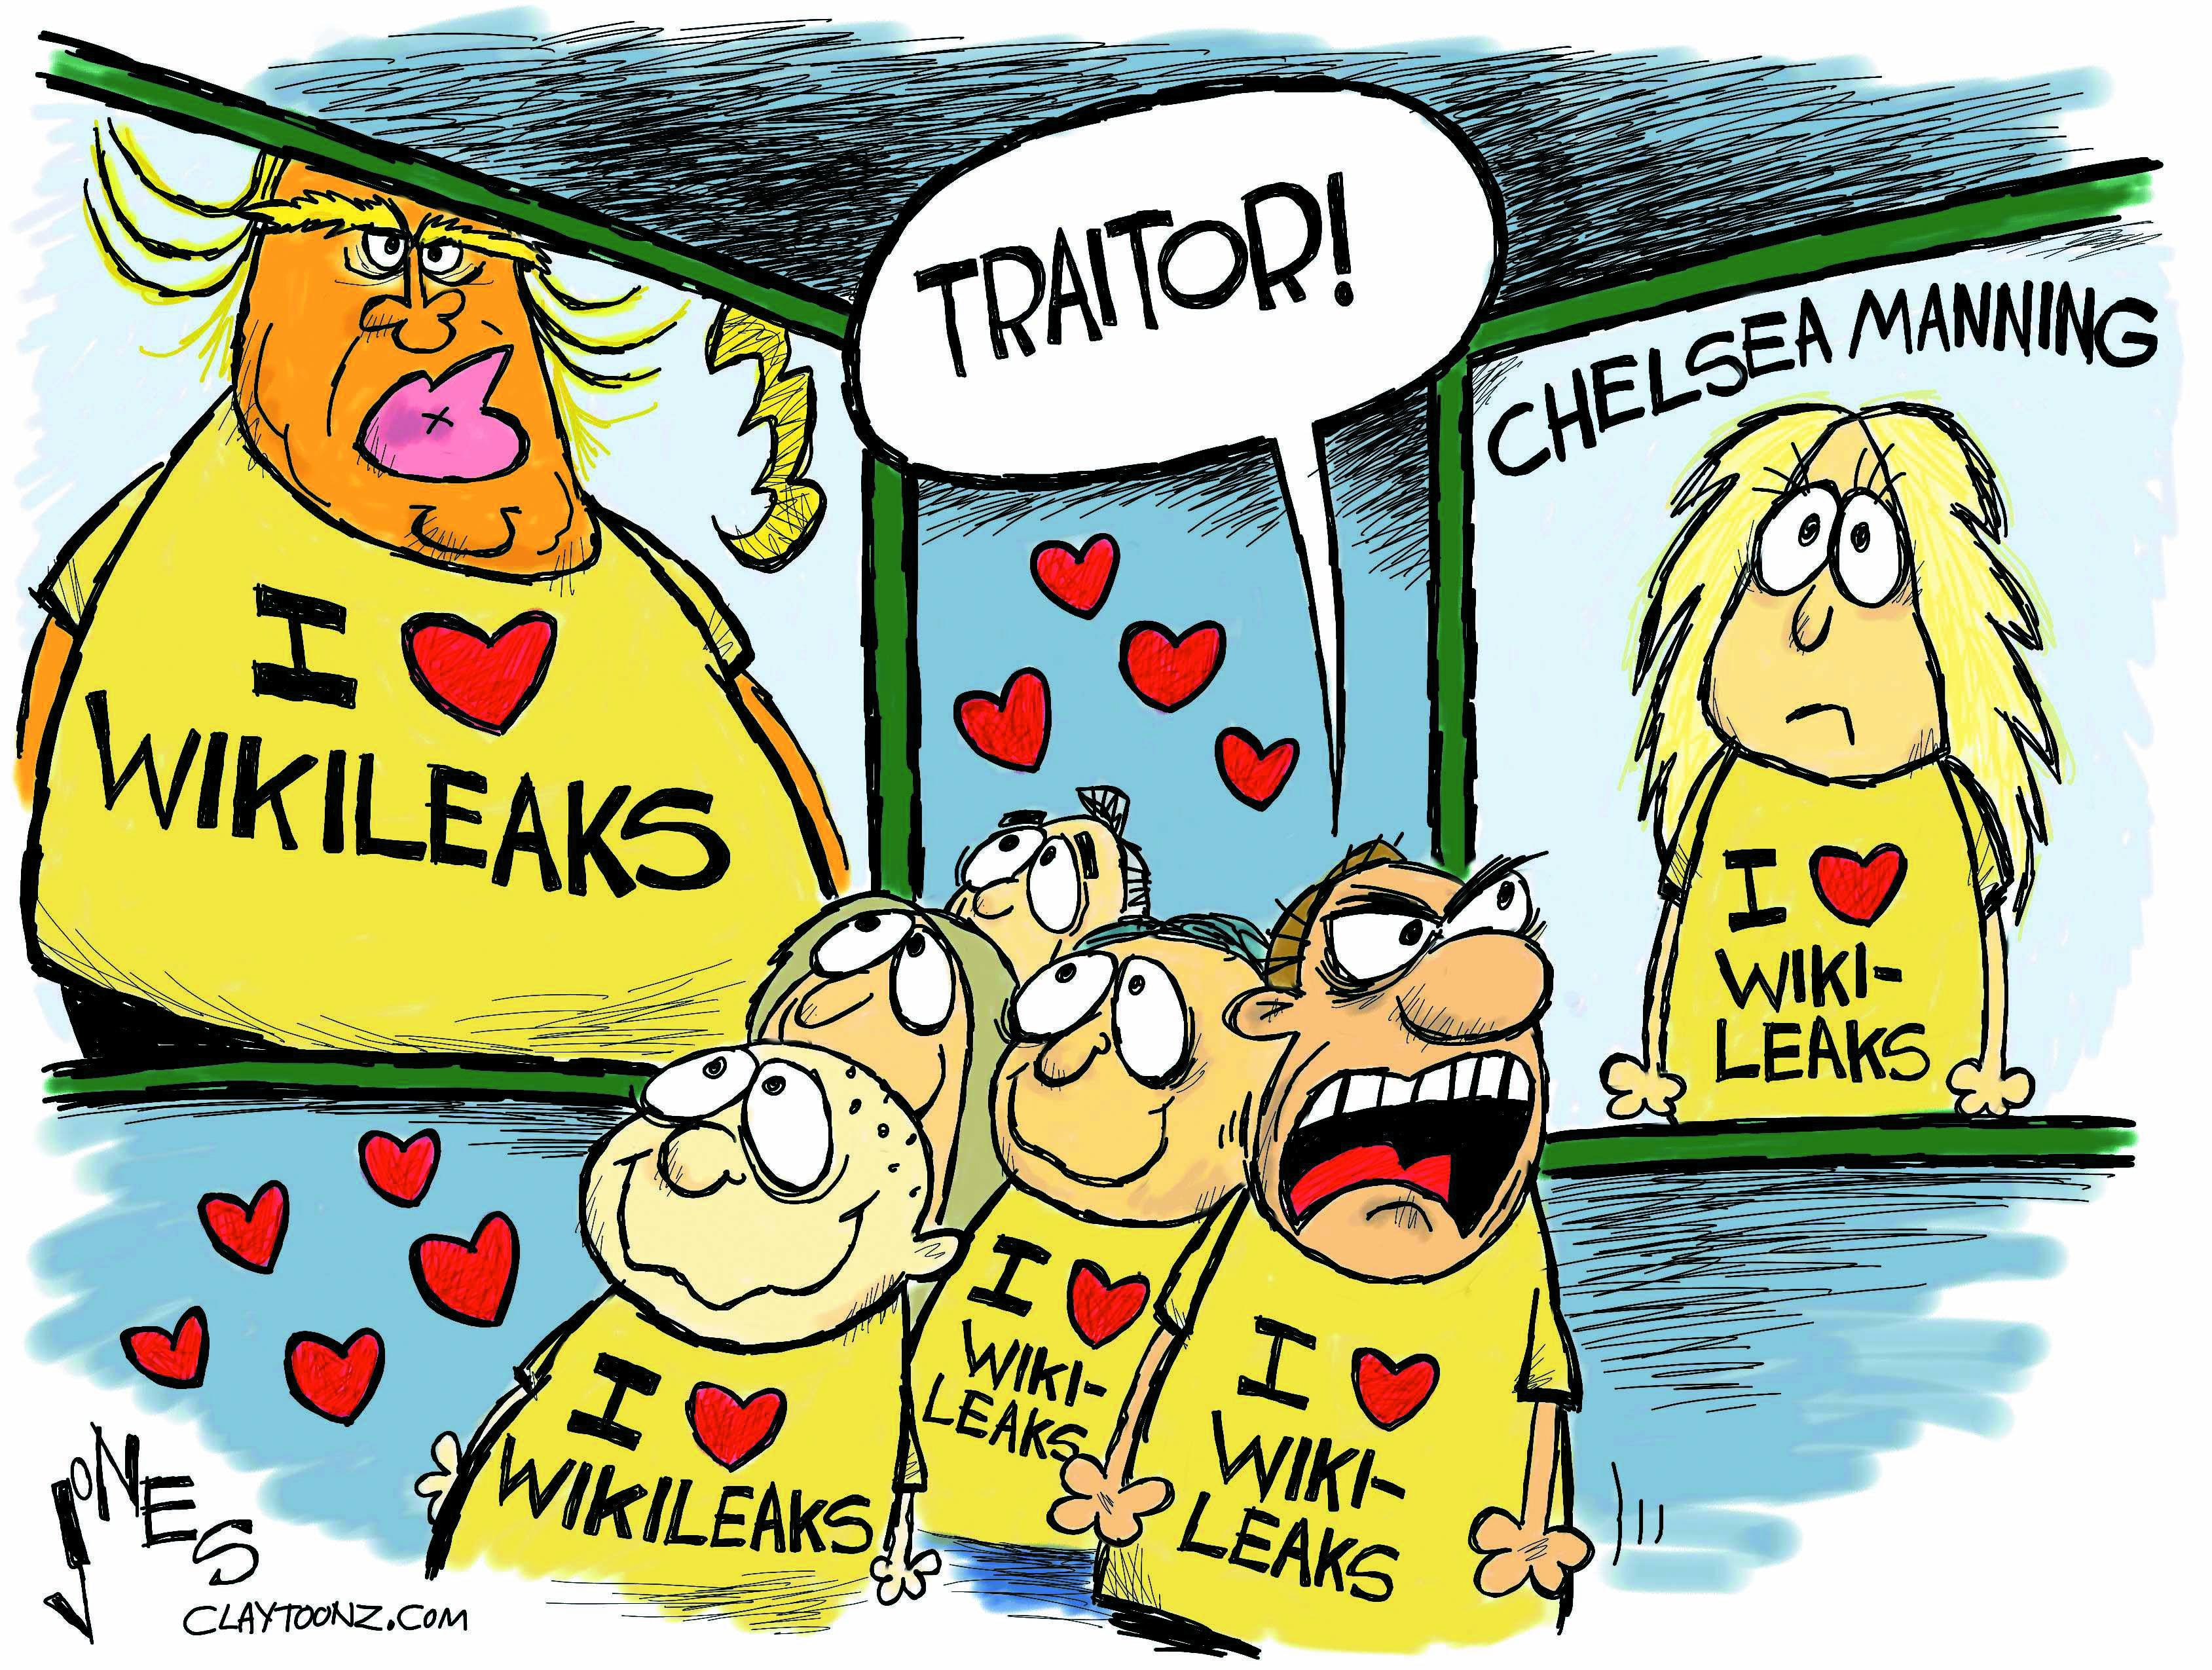 TRAITOR!
CHELSEA MANNING
I ❤
WIKILEAKS
I ❤
WIKI-
LEAKS
I ❤
WIKILEAKS
I ❤
WIKI-
LEAKS
I ❤
WIKI-
LEAKS
JONES
CLAYTOONZ.COM